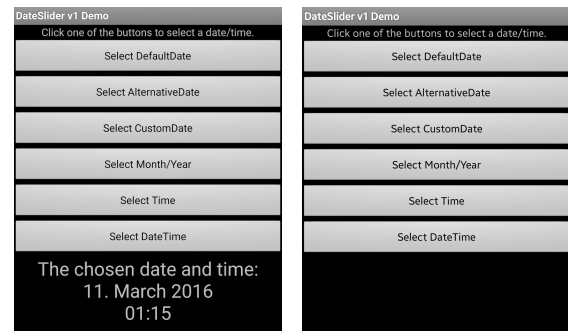 DateSlider v1 Demo
Click one of the buttons to select a date/time.
Select DefaultDate
Select AlternativeDate
Select CustomDate
Select Month/Year
Select Time
Select DateTime
The chosen date and time:
11. March 2016
01:15
DateSlider v1 Demo
Click one of the buttons to select a date/time.
Select DefaultDate
Select AlternativeDate
Select CustomDate
Select Month/Year
Select Time
Select DateTime